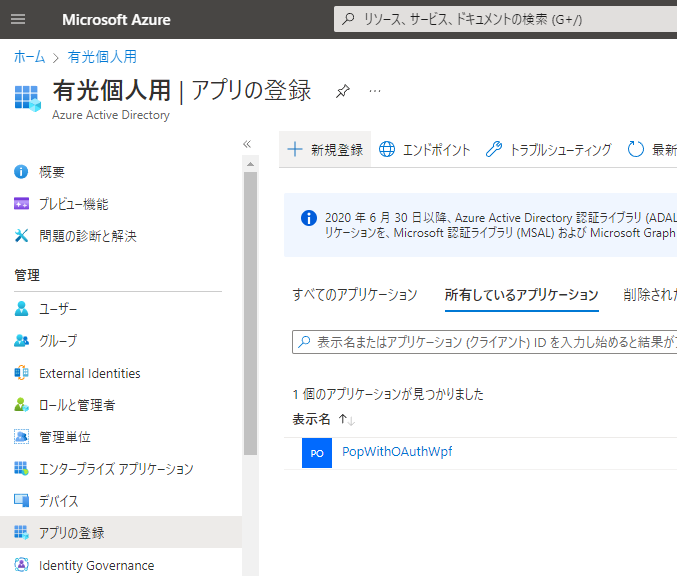 Microsoft Azure
リソース、サービス、ドキュメントの検索 (G+/)
ホーム > 有光個人用
有光個人用 | アプリの登録
Azure Active Directory
概要
プレビュー機能
問題の診断と解決
管理
ユーザー
グループ
External Identities
ロールと管理者
管理単位
エンタープライズ アプリケーション
デバイス
アプリの登録
Identity Governance
新規登録 エンドポイント トラブルシューティング 最新
2020 年 6 月 30 日以降、Azure Active Directory 認証ライブラリ (ADAL
リケーションを、Microsoft 認証ライブラリ (MSAL) および Microsoft Graph
すべてのアプリケーション 所有しているアプリケーション 削除された
表示名またはアプリケーション (クライアント) ID を入力し始めると結果が
1 個のアプリケーションが見つかりました
表示名 ↑↓
PO PopWithOAuthWpf